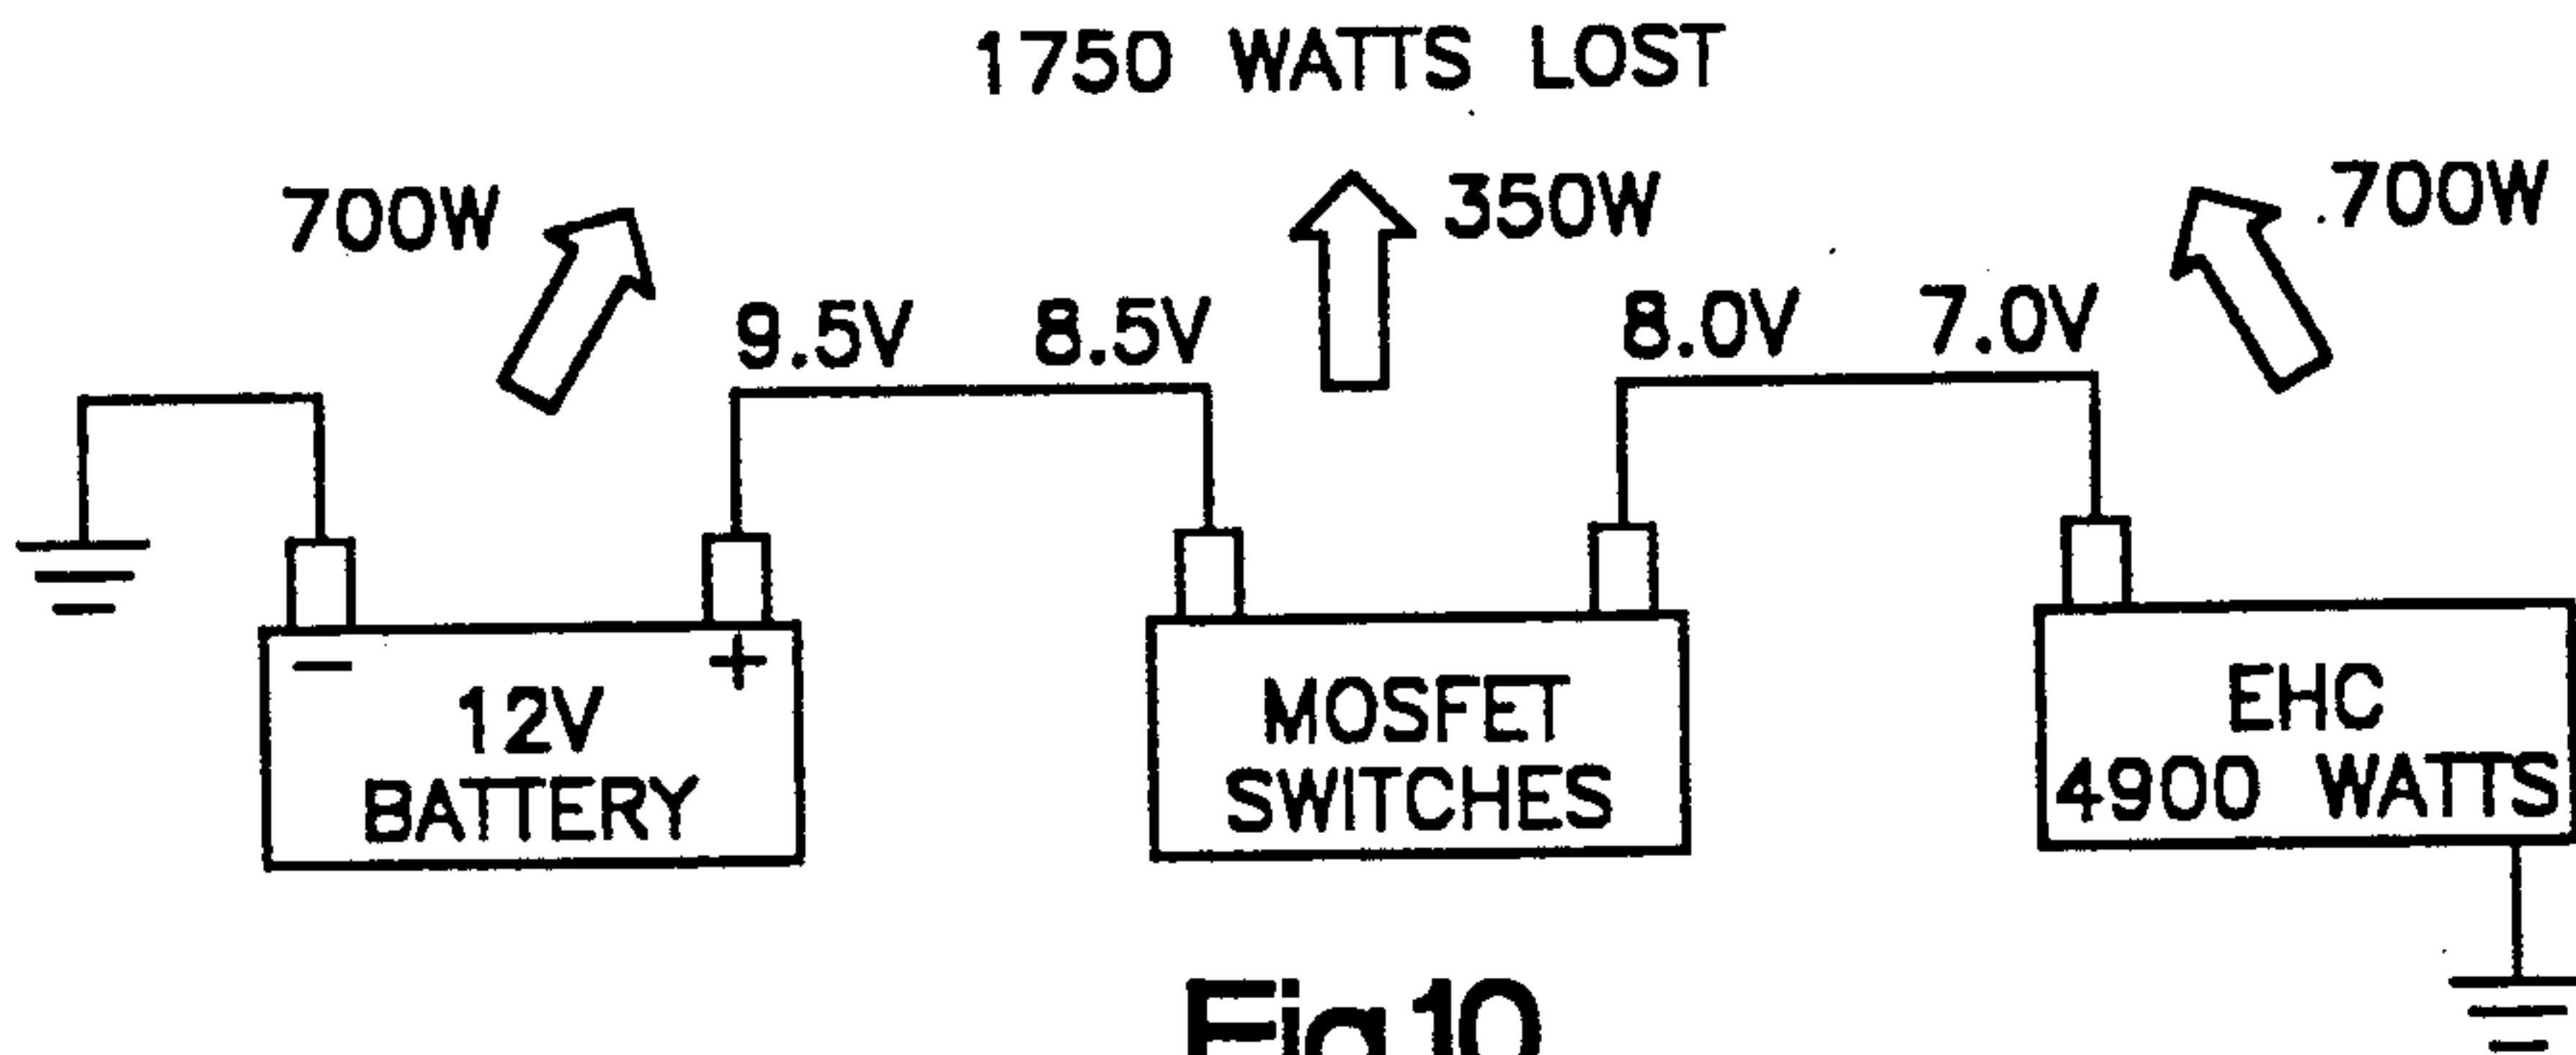 1750 WATTS LOST
700W
350W
700W
9.5V
8.5V
8.0V
7.0V
−
+
12V
BATTERY
MOSFET
SWITCHES
EHC
4900 WATTS
Fig.10